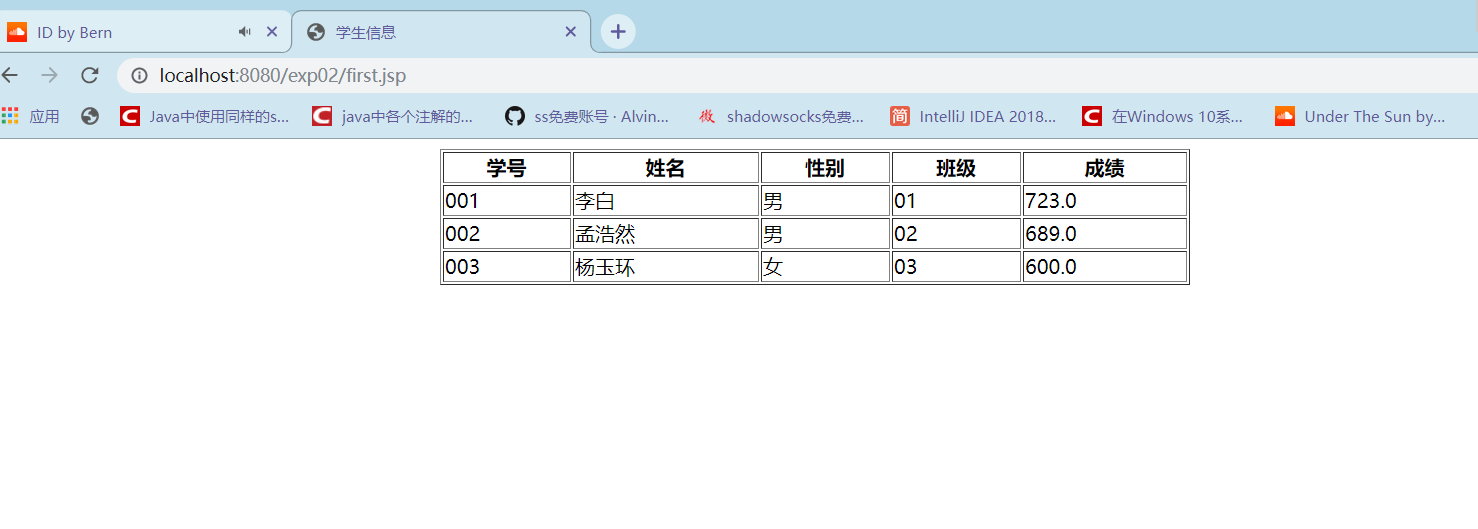 ID by Bern 学生信息
localhost:8080/exp02/first.jsp
应用 Java中使用同样的s... java中各个注解的... ss免费账号 · Alvin... 薇 shadowsocks免费... 简 IntelliJ IDEA 2018... 在Windows 10系... Under The Sun by...
学号 姓名 性别 班级 成绩
001 李白 男 01 723.0
002 孟浩然 男 02 689.0
003 杨玉环 女 03 600.0